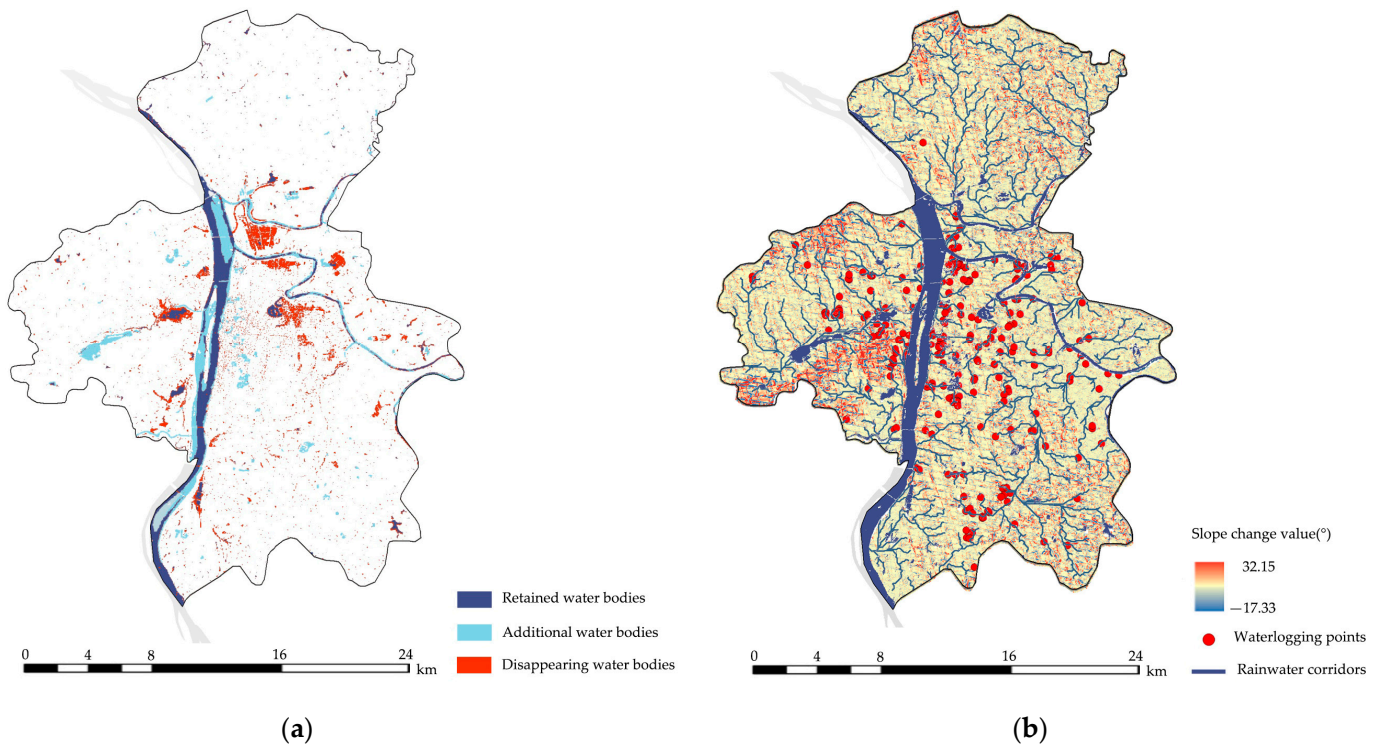 Retained water bodies
Additional water bodies
Disappearing water bodies
0 4 8 16 24
km
(a)
Slope change value(°)
32.15
—17.33
Waterlogging points
Rainwater corridors
0 4 8 16 24
km
(b)